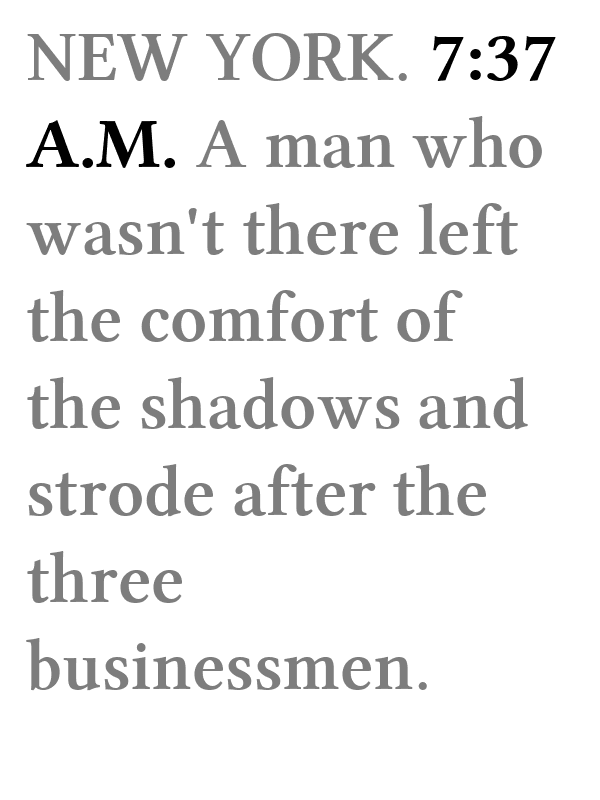 NEW YORK. 7:37
A.M. A man who
wasn't there left
the comfort of
the shadows and
strode after the
three
businessmen.